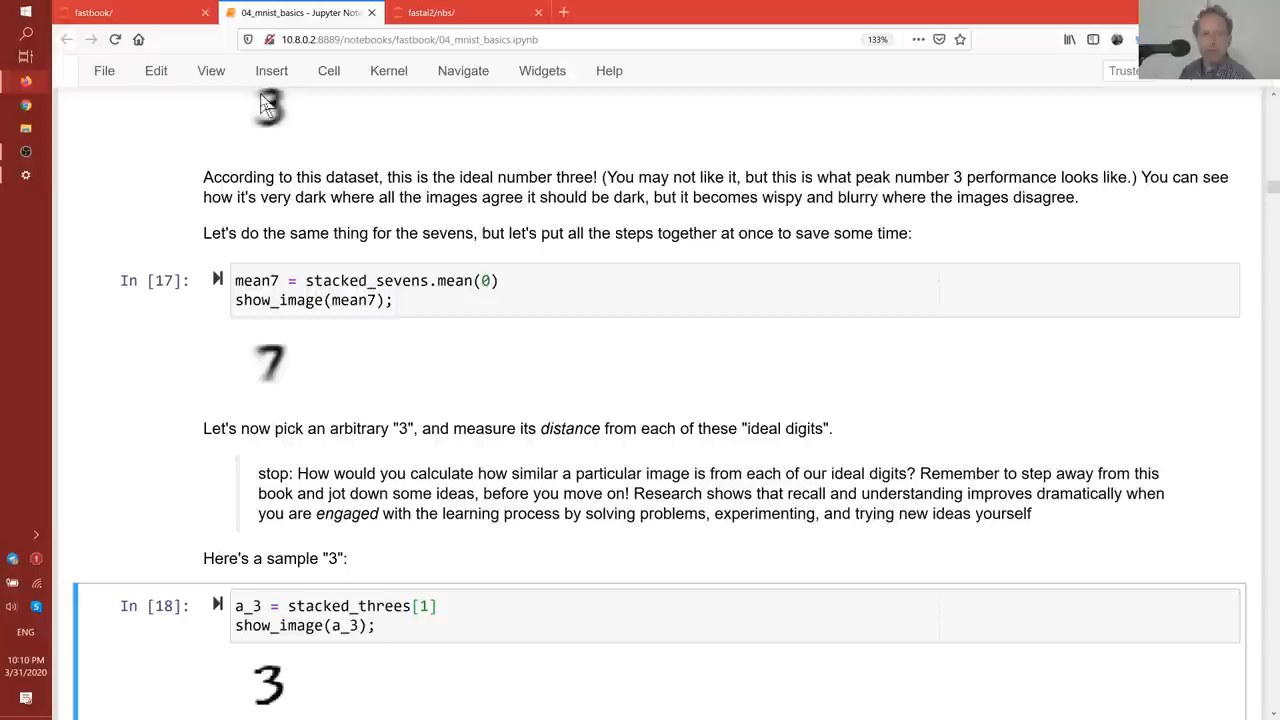 fastbook/
04_mnist_basics - Jupyter Not
fastai2/nbs/
10.8.0.2:8889/notebooks/fastbook/04_mnist_basics.ipynb
133%
File Edit View Insert Cell Kernel Navigate Widgets Help
3
According to this dataset, this is the ideal number three! (You may not like it, but this is what peak number 3 performance looks like.) You can see
how it's very dark where all the images agree it should be dark, but it becomes wispy and blurry where the images disagree.
Let's do the same thing for the sevens, but let's put all the steps together at once to save some time:
In [17]:
mean7 = stacked_sevens.mean(0)
show_image(mean7);
7
Let's now pick an arbitrary "3", and measure its distance from each of these "ideal digits".
stop: How would you calculate how similar a particular image is from each of our ideal digits? Remember to step away from this
book and jot down some ideas, before you move on! Research shows that recall and understanding improves dramatically when
you are engaged with the learning process by solving problems, experimenting, and trying new ideas yourself
Here's a sample "3":
In [18]:
a_3 = stacked_threes[1]
show_image(a_3);
3
ENG
10:10 PM
3/31/2020